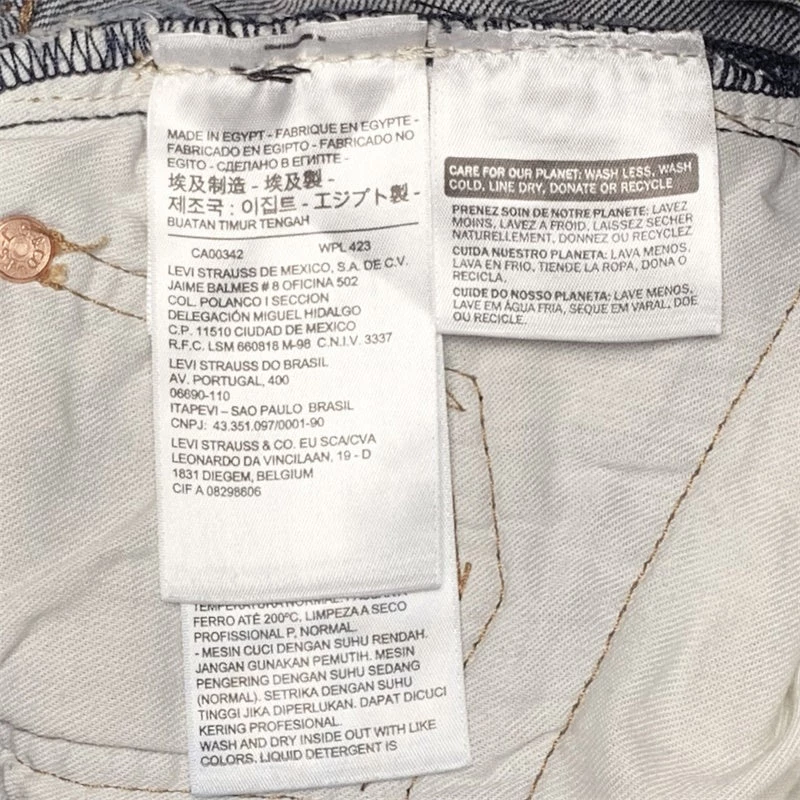 MADE IN EGYPT - FABRIQUE EN EGYPTE -
FABRICADO EN EGIPTO - FABRICADO NO
EGITO - СДЕЛАНО В ЕГИПТЕ -
埃及制造 - 埃及製 -
제조국 : 이집트 - エジプト製 -
BUATAN TIMUR TENGAH
CA00342 WPL 423
LEVI STRAUSS DE MEXICO, S.A. DE C.V.
JAIME BALMES # 8 OFICINA 502
COL. POLANCO I SECCION
DELEGACIÓN MIGUEL HIDALGO
C.P. 11510 CIUDAD DE MEXICO
R.F.C. LSM 660816 M-98 C.N.I.V. 3337
LEVI STRAUSS DO BRASIL
AV. PORTUGAL, 400
06690-110
ITAPEVI – SAO PAULO BRASIL
CNPJ: 43.351.097/0001-90
LEVI STRAUSS & CO. EU SCA/CVA
LEONARDO DA VINCILAAN, 19 - D
1831 DIEGEM, BELGIUM
CIF A 08298606
FERRO ATÉ 200°C. LIMPEZA A SECO
PROFISSIONAL P, NORMAL.
- MESIN CUCI DENGAN SUHU RENDAH.
JANGAN GUNAKAN PEMUTIH. MESIN
PENGERING DENGAN SUHU SEDANG
(NORMAL). SETRIKA DENGAN SUHU
TINGGI JIKA DIPERLUKAN. DAPAT DICUCI
KERING PROFESIONAL.
WASH AND DRY INSIDE OUT WITH LIKE
COLORS. LIQUID DETERGENT IS
CARE FOR OUR PLANET: WASH LESS, WASH
COLD, LINE DRY, DONATE OR RECYCLE
PRENEZ SOIN DE NOTRE PLANETE: LAVEZ
MOINS, LAVEZ A FROID, LAISSEZ SECHER
NATURELLEMENT, DONNEZ OU RECYCLEZ
CUIDA NUESTRO PLANETA: LAVA MENOS,
LAVA EN FRIO, TIENDE LA ROPA, DONA O
RECICLA.
CUIDE DO NOSSO PLANETA: LAVE MENOS,
LAVE EM ÁGUA FRIA, SEQUE EM VARAL, DOE
OU RECICLE.